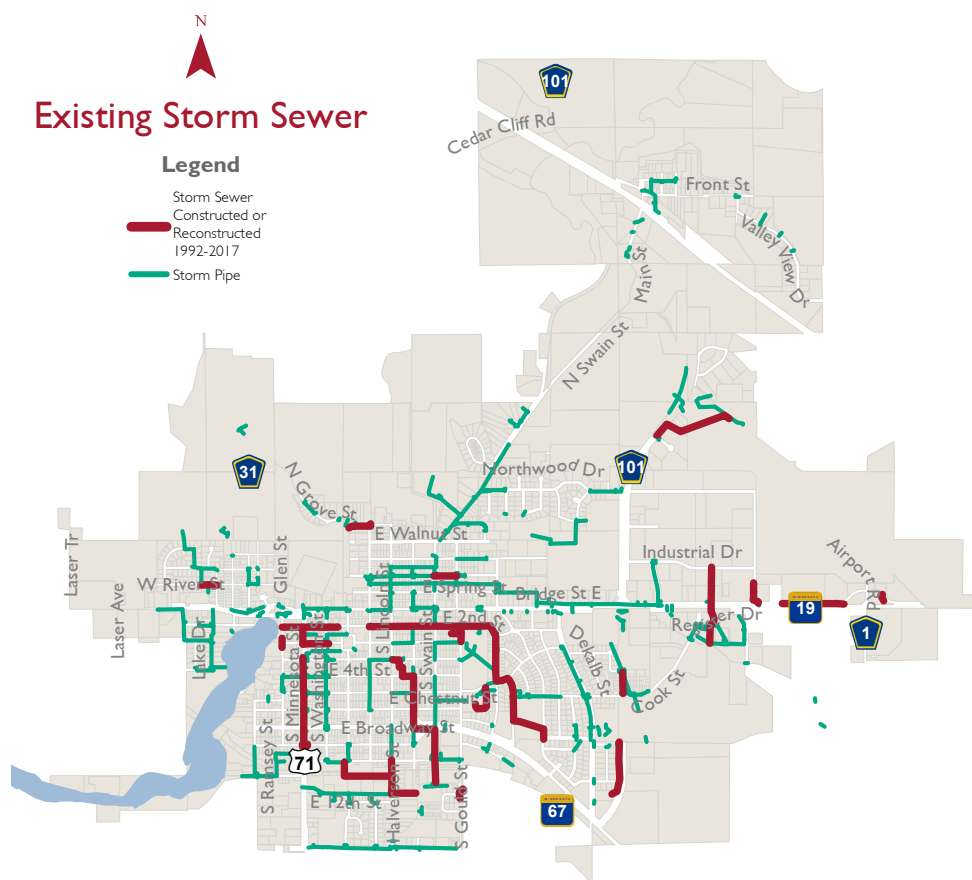 N
Existing Storm Sewer
Legend
Storm Sewer
Constructed or
Reconstructed
1992-2017
Storm Pipe
101
Cedar Cliff Rd
Front St
Valley View Dr
Main St
N Swain St
31
N Grove St
Northwood Dr
101
E Walnut St
Laser Tr
Laser Ave
W River St
Glen St
Lake Dr
S Lincoln St
E Spring St
Bridge St E
Industrial Dr
Airport Rd
MINNESOTA
19
1
E 2nd St
S Minnesota St
S Washington St
S Swain St
E 4th St
E Chestnut St
Dekalb St
Cook St
E Broadway St
S Ramsey St
71
Halverson St
S Gould St
E 12th St
MINNESOTA
67